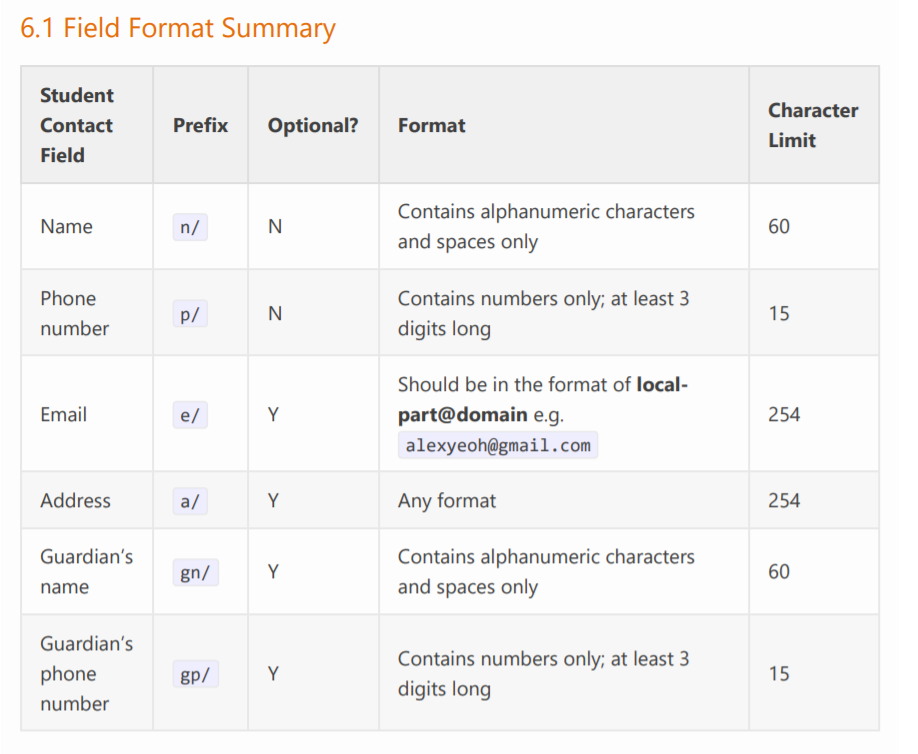 6.1 Field Format Summary
Student
Contact
Field
Prefix
Optional?
Format
Character
Limit
Name
n/
N
Contains alphanumeric characters
and spaces only
60
Phone
number
p/
N
Contains numbers only; at least 3
digits long
15
Email
e/
Y
Should be in the format of local-
part@domain e.g.
alexyeoh@gmail.com
254
Address
a/
Y
Any format
254
Guardian's
name
gn/
Y
Contains alphanumeric characters
and spaces only
60
Guardian's
phone
number
gp/
Y
Contains numbers only; at least 3
digits long
15